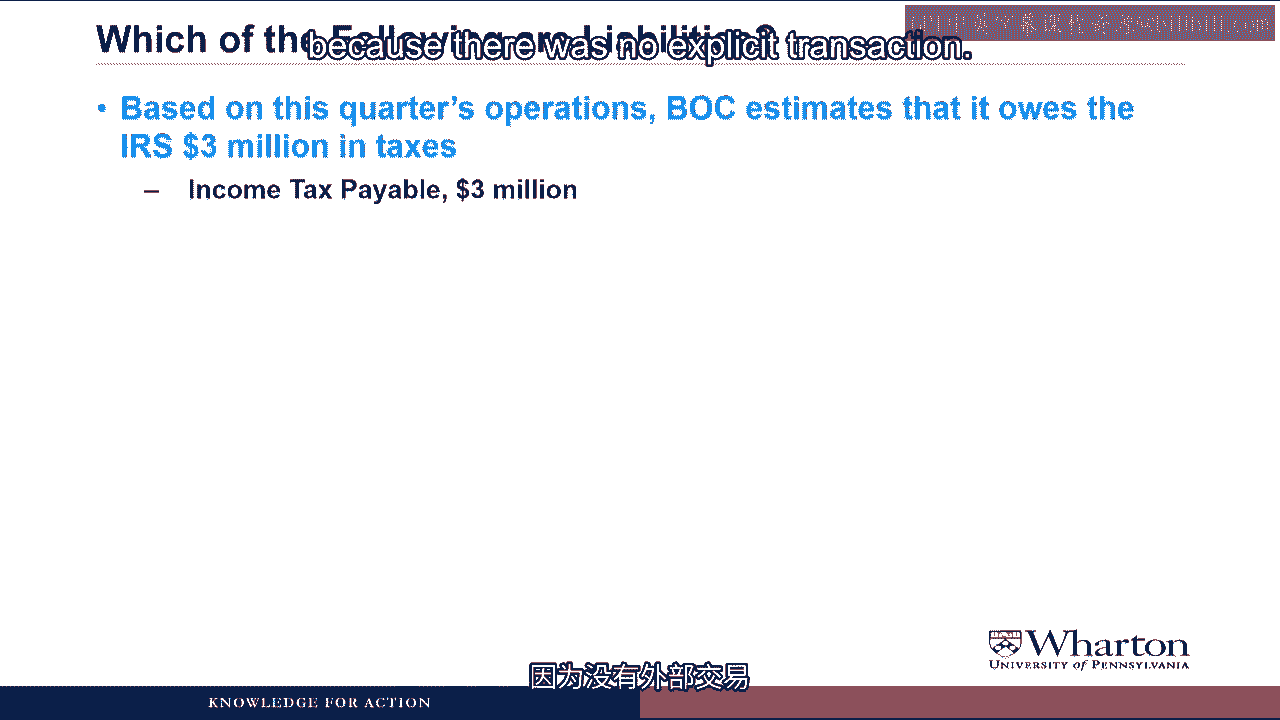 Which of the Following are Liabilities?
because there was no explicit transaction.
• Based on this quarter's operations, BOC estimates that it owes the
IRS $3 million in taxes
– Income Tax Payable, $3 million
Wharton
UNIVERSITY of PENNSYLVANIA
因为没有外部交易
KNOWLEDGE FOR ACTION